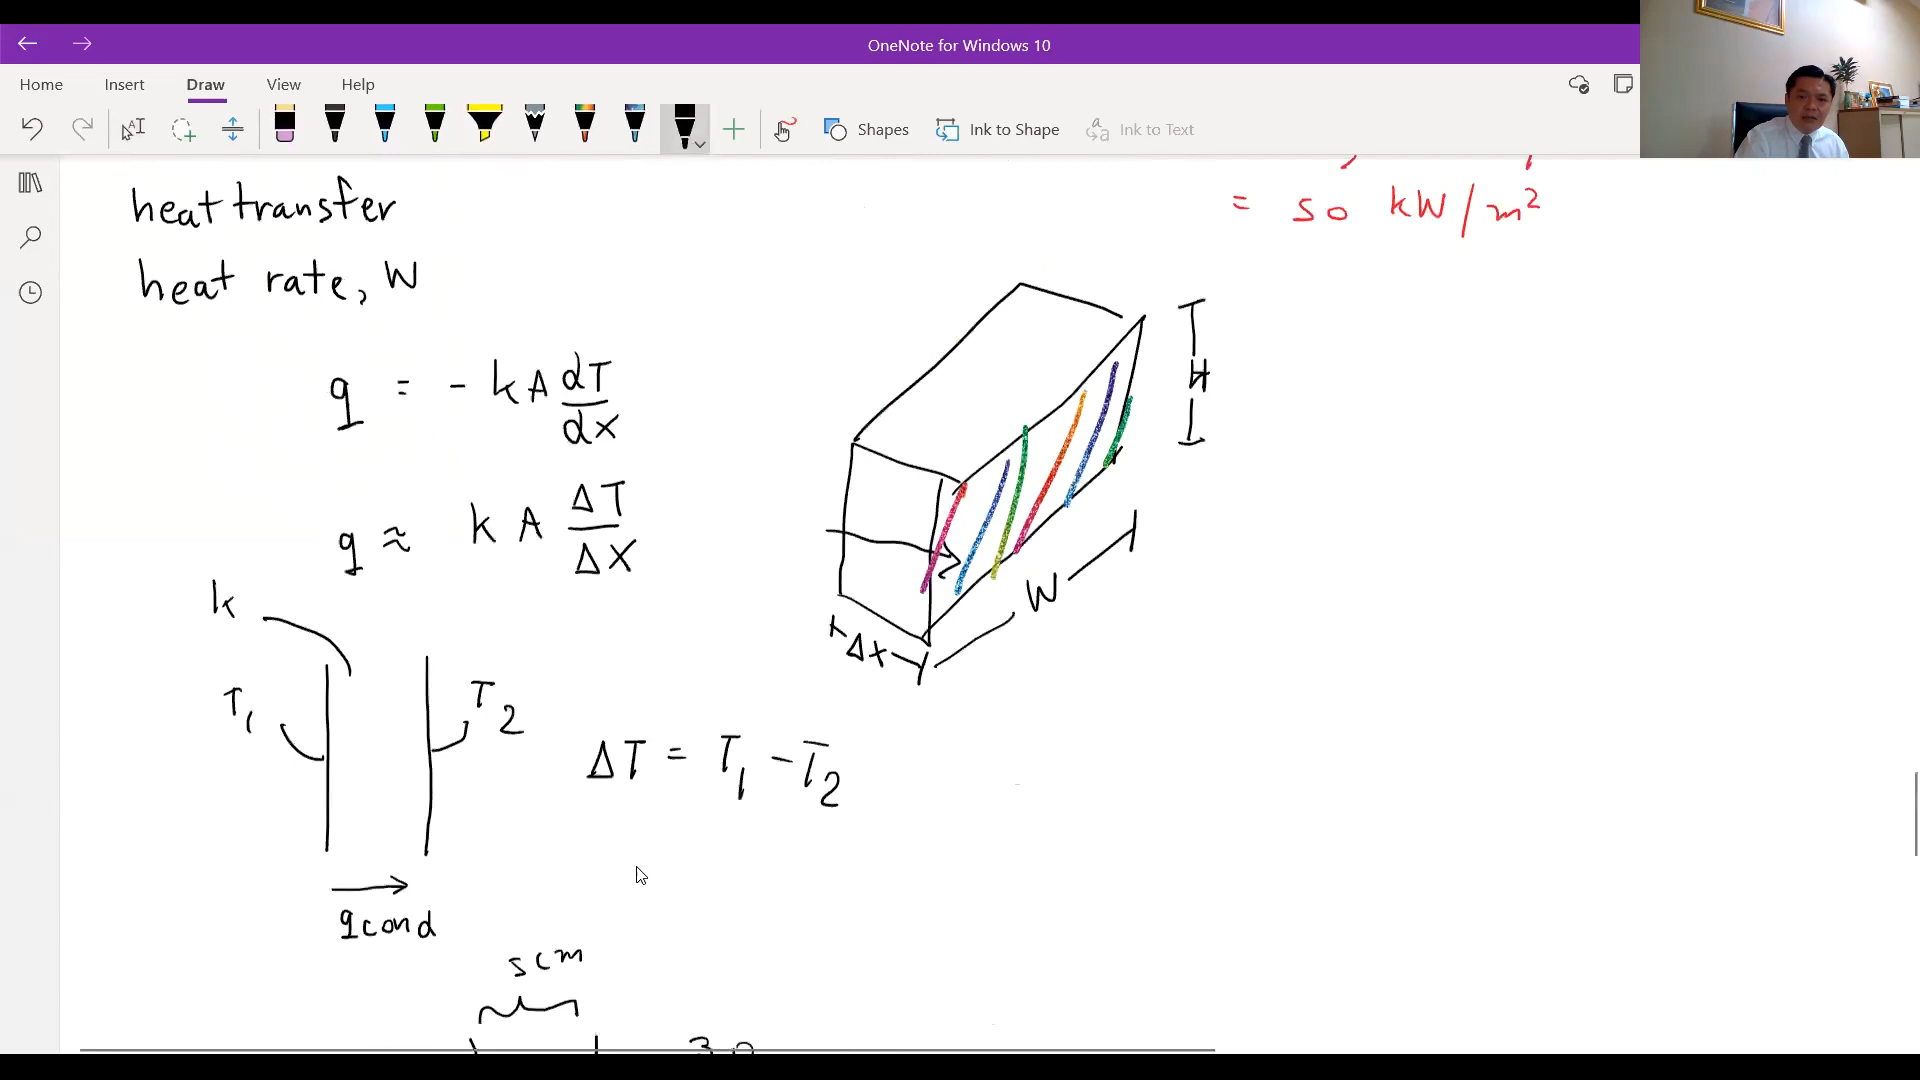 OneNote for Windows 10
Home Insert Draw View Help
Shapes Ink to Shape Ink to Text
heat transfer
= 50 kW/m²
heat rate, W
H
q = - k A dT/dx
q ≈ k A ΔT/ΔX
k
W
Δx
T₁
T₂
ΔT = T₁ - T₂
qcond
5cm